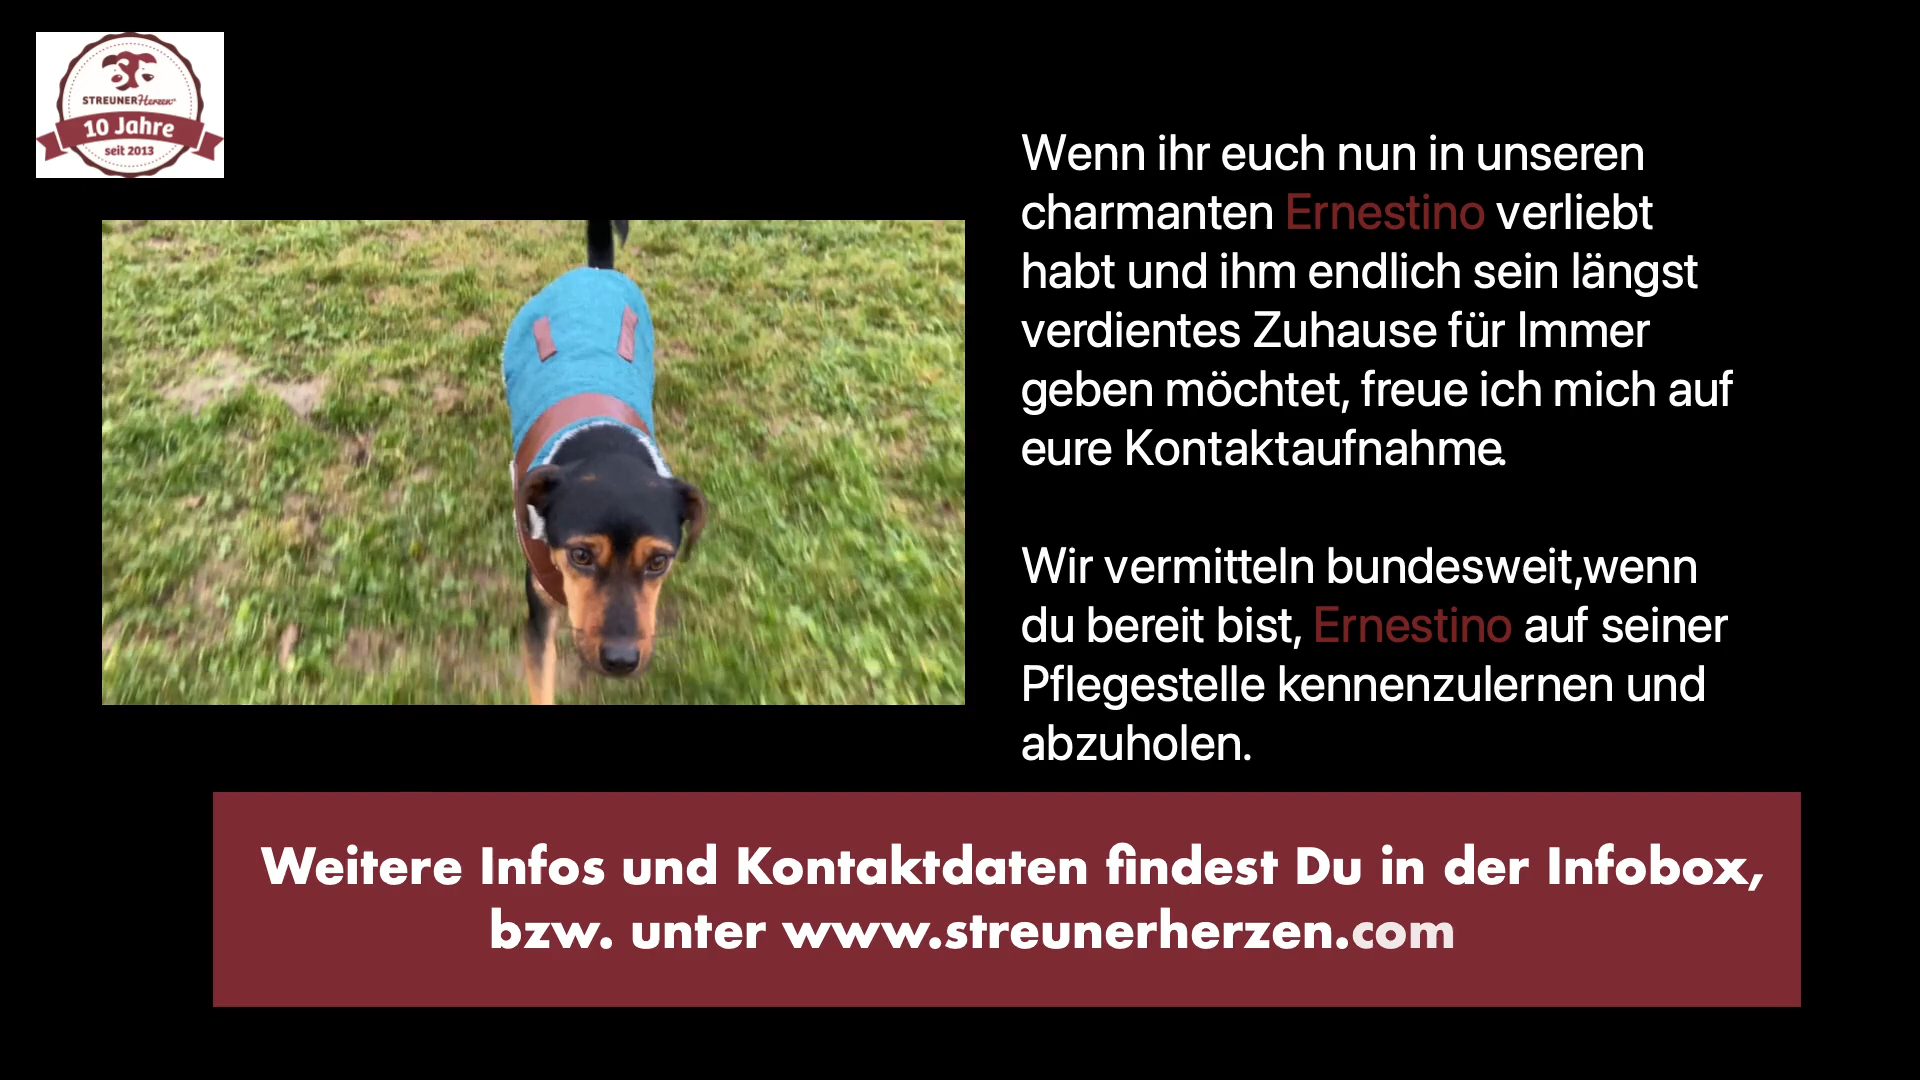 STREUNERHerzen
10 Jahre
seit 2013
Wenn ihr euch nun in unseren
charmanten Ernestino verliebt
habt und ihm endlich sein längst
verdientes Zuhause für Immer
geben möchtet, freue ich mich auf
eure Kontaktaufnahme.
Wir vermitteln bundesweit,wenn
du bereit bist, Ernestino auf seiner
Pflegestelle kennenzulernen und
abzuholen.
Weitere Infos und Kontaktdaten findest Du in der Infobox,
bzw. unter www.streunerherzen.com